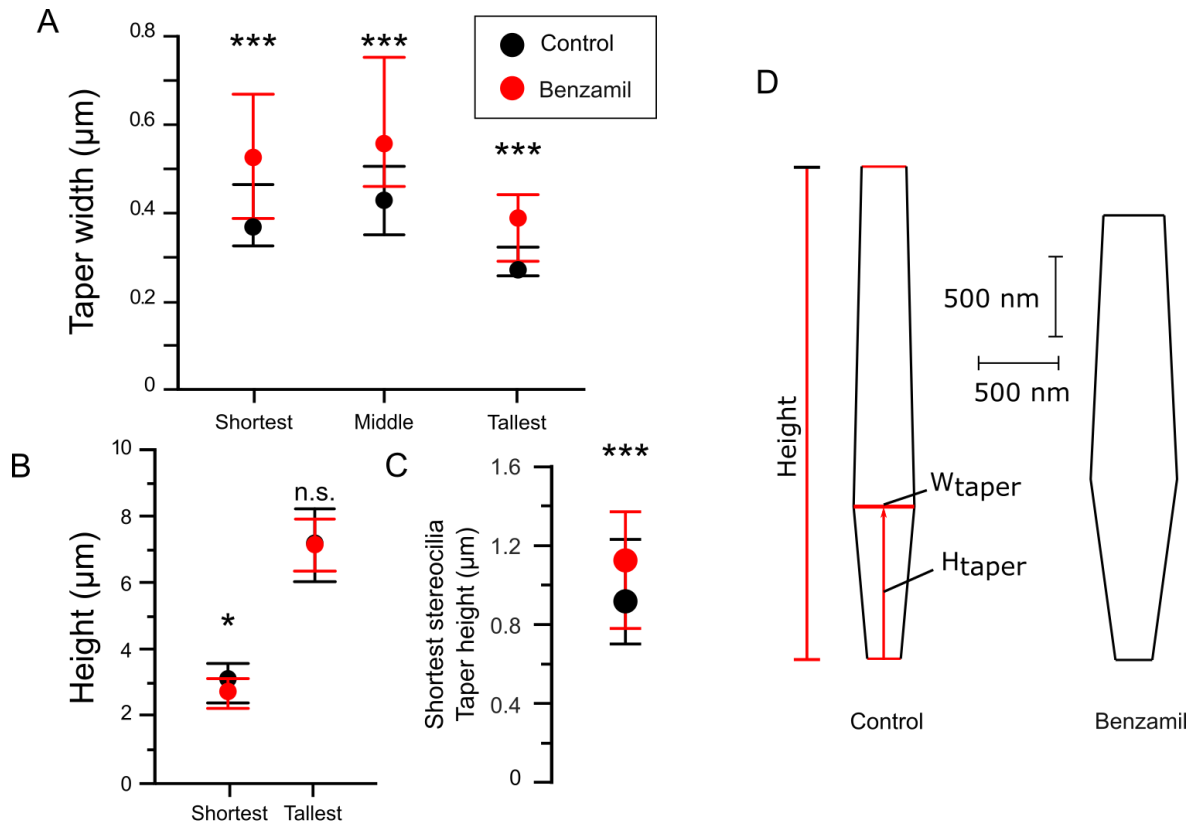 A
Taper width (µm)
0.8
0.6
0.4
0.2
0
***
***
***
Control
Benzamil
Shortest
Middle
Tallest
B
Height (µm)
10
8
6
4
2
0
*
n.s.
Shortest
Tallest
C
Shortest stereocilia
Taper height (µm)
1.6
1.2
0.8
0.4
0
***
D
Height
500 nm
500 nm
Wtaper
Htaper
Control
Benzamil